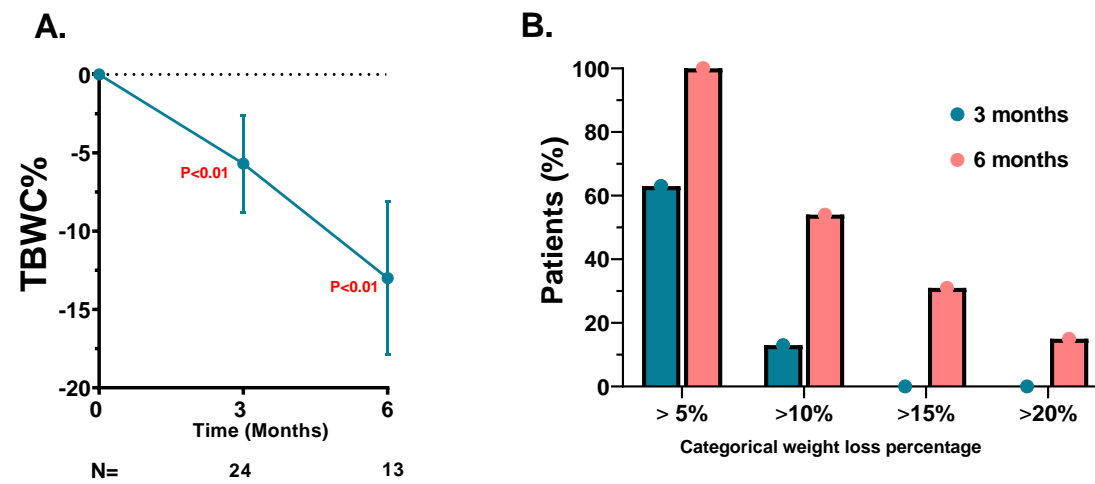 A.
TBWC%
0
-5
-10
-15
-20
P<0.01
P<0.01
0 3 6
Time (Months)
N= 24 13
B.
Patients (%)
100
80
60
40
20
0
3 months
6 months
> 5% >10% >15% >20%
Categorical weight loss percentage